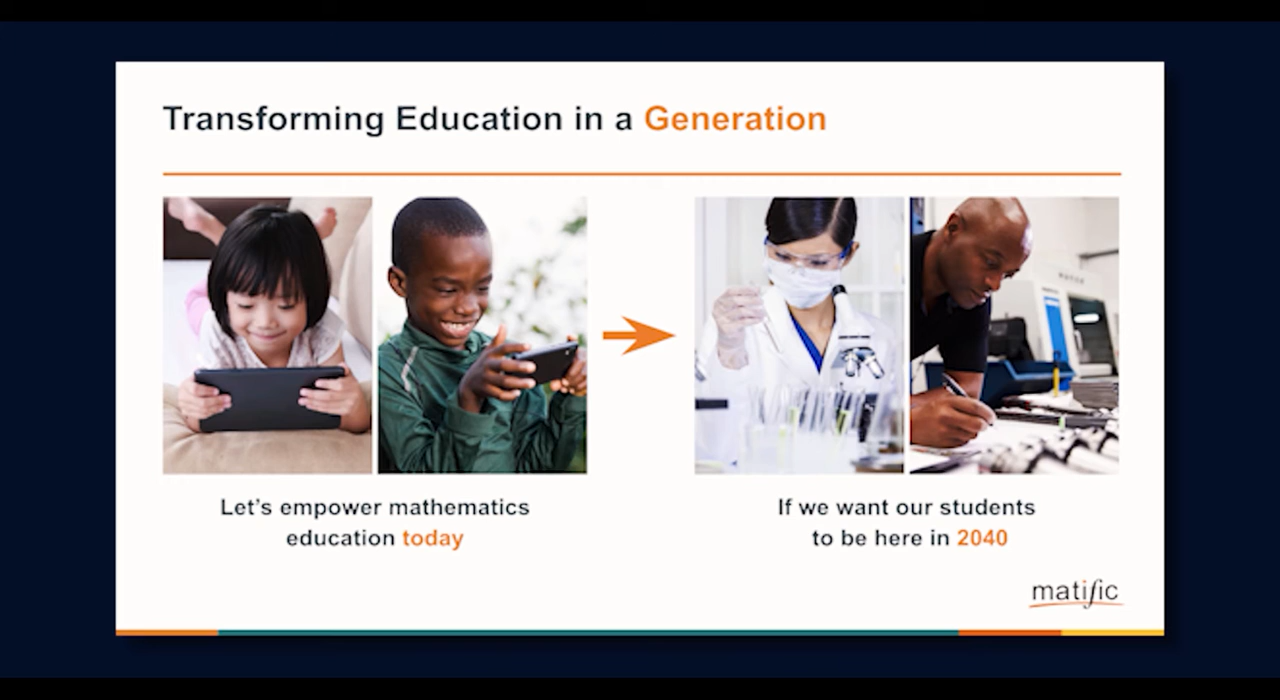 Transforming Education in a Generation
Let's empower mathematics
education today
If we want our students
to be here in 2040
matific